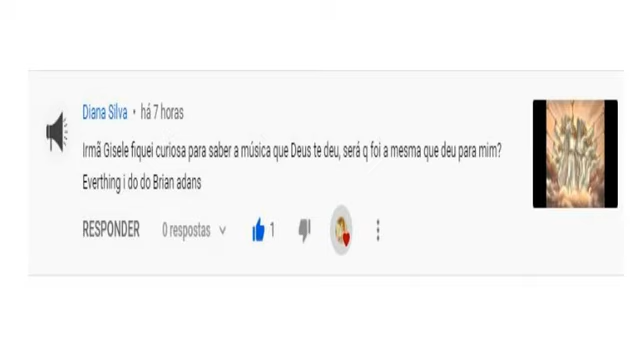 Diana Silva • há 7 horas
Irmã Gisele fiquei curiosa para saber a música que Deus te deu, será q foi a mesma que deu para mim?
Everthing i do do Brian adans
RESPONDER 0 respostas 1